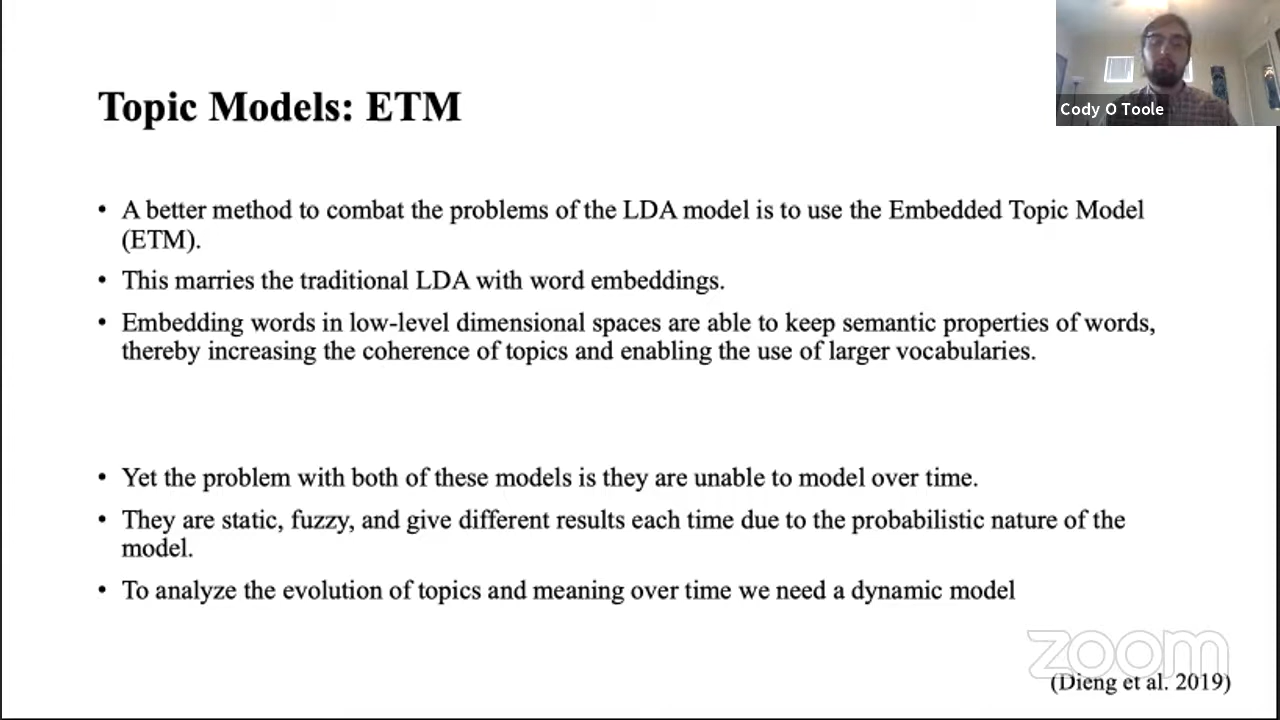 Cody O Toole
Topic Models: ETM
• A better method to combat the problems of the LDA model is to use the Embedded Topic Model
(ETM).
• This marries the traditional LDA with word embeddings.
• Embedding words in low-level dimensional spaces are able to keep semantic properties of words,
thereby increasing the coherence of topics and enabling the use of larger vocabularies.
• Yet the problem with both of these models is they are unable to model over time.
• They are static, fuzzy, and give different results each time due to the probabilistic nature of the
model.
• To analyze the evolution of topics and meaning over time we need a dynamic model
zoom
(Dieng et al. 2019)